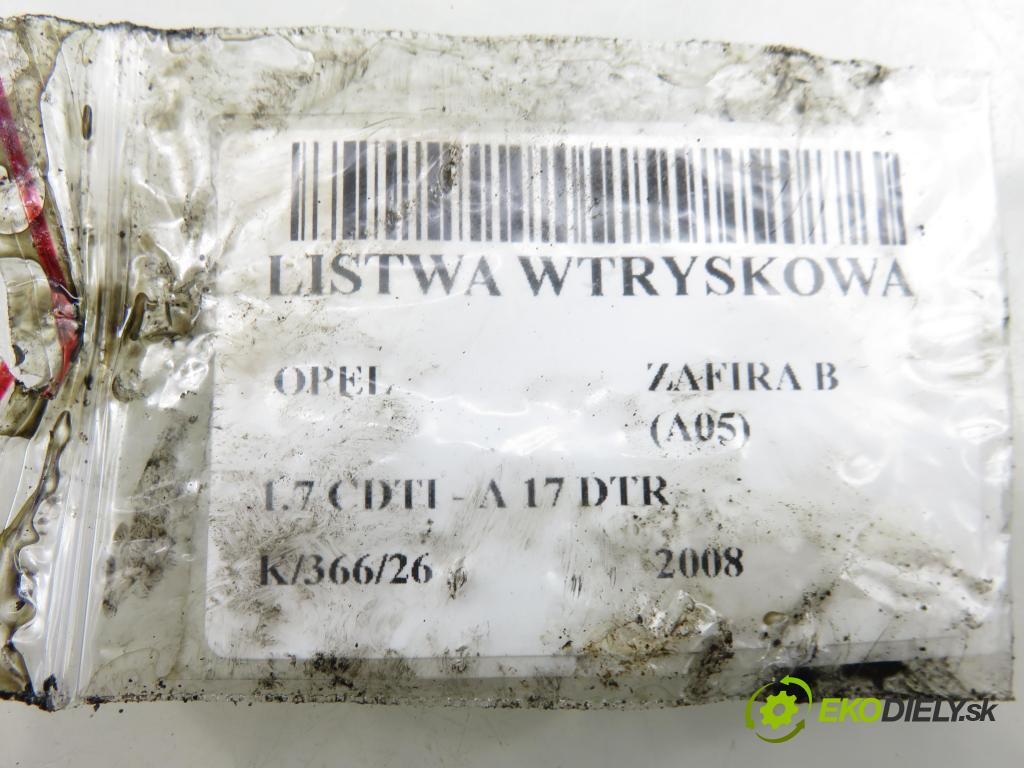 LISTWA WTRYSKOWA
OPEL ZAFIRA B
(A05)
1.7 CDTI - A 17 DTR
K/366/26 2008
EKODIELY.sk